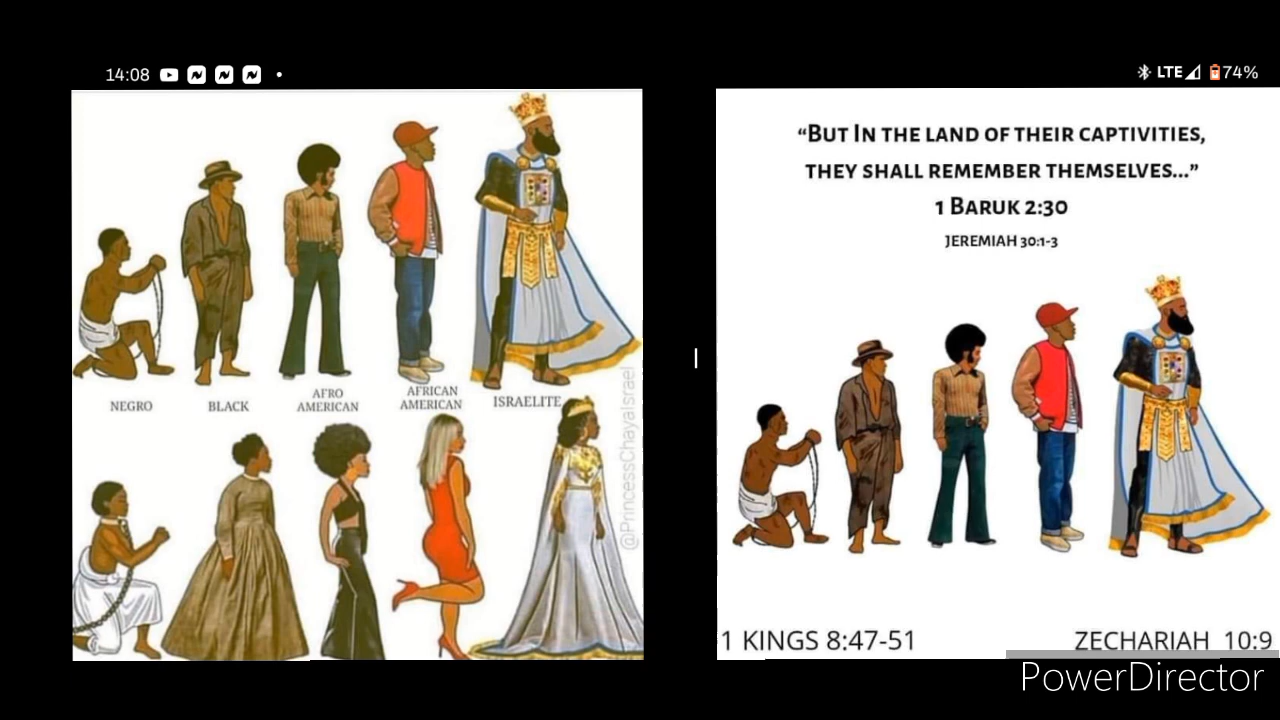 14:08
LTE
74%
NEGRO
BLACK
AFRO
AMERICAN
AFRICAN
AMERICAN
ISRAELITE
@PrincessChayaIsrael
“BUT IN THE LAND OF THEIR CAPTIVITIES,
THEY SHALL REMEMBER THEMSELVES...”
1 BARUK 2:30
JEREMIAH 30:1-3
1 KINGS 8:47-51
ZECHARIAH 10:9
PowerDirector